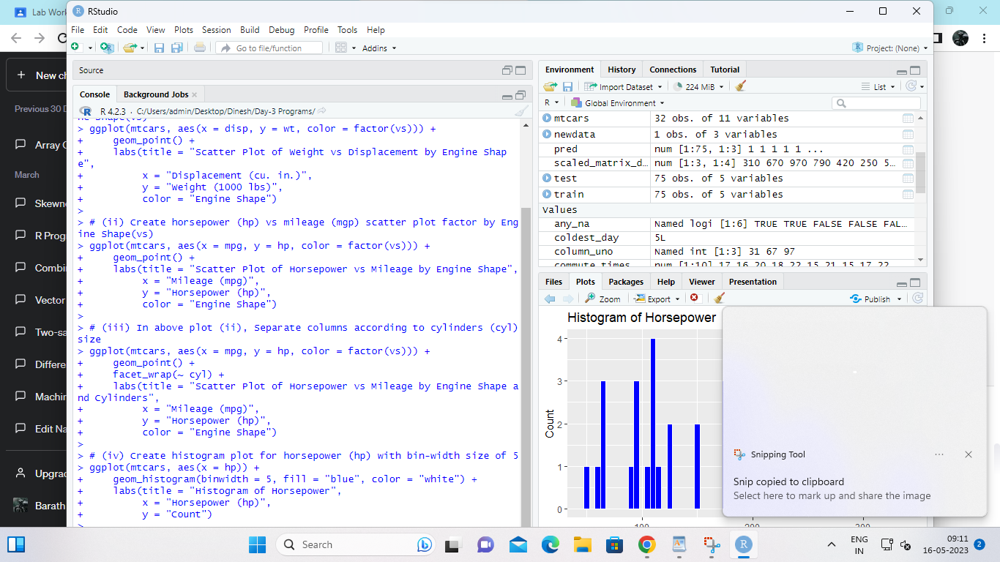 Lab Work
RStudio
File Edit Code View Plots Session Build Debug Profile Tools Help
Go to file/function
Addins
Project: (None)
New ch
Previous 30 D
Array C
March
Skewne
R Prog
Combi
Vector
Two-sa
Differe
Machin
Edit Na
Upgra
Barath
Source
Console Background Jobs
R 4.2.3 · C:/Users/admin/Desktop/Dinesh/Day-3 Programs/
ne Shape(vs)
> ggplot(mtcars, aes(x = disp, y = wt, color = factor(vs))) +
+     geom_point() +
+     labs(title = "Scatter Plot of Weight vs Displacement by Engine Shap
e",
+          x = "Displacement (cu. in.)",
+          y = "Weight (1000 lbs)",
+          color = "Engine Shape")
>
> # (ii) Create horsepower (hp) vs mileage (mgp) scatter plot factor by Eng
ine Shape(vs)
> ggplot(mtcars, aes(x = mpg, y = hp, color = factor(vs))) +
+     geom_point() +
+     labs(title = "Scatter Plot of Horsepower vs Mileage by Engine Shape",
+          x = "Mileage (mpg)",
+          y = "Horsepower (hp)",
+          color = "Engine Shape")
>
> # (iii) In above plot (ii), Separate columns according to cylinders (cyl)
size
> ggplot(mtcars, aes(x = mpg, y = hp, color = factor(vs))) +
+     geom_point() +
+     facet_wrap(~ cyl) +
+     labs(title = "Scatter Plot of Horsepower vs Mileage by Engine Shape a
nd Cylinders",
+          x = "Mileage (mpg)",
+          y = "Horsepower (hp)",
+          color = "Engine Shape")
>
> # (iv) Create histogram plot for horsepower (hp) with bin-width size of 5
> ggplot(mtcars, aes(x = hp)) +
+     geom_histogram(binwidth = 5, fill = "blue", color = "white") +
+     labs(title = "Histogram of Horsepower",
+          x = "Horsepower (hp)",
+          y = "Count")
>
Environment History Connections Tutorial
Import Dataset 224 MiB List
R Global Environment
mtcars 32 obs. of 11 variables
newdata 1 obs. of 3 variables
pred num [1:75, 1:3] 1 1 1 1 1 ...
scaled_matrix_d… num [1:3, 1:4] 310 670 970 790 420 250 5…
test 75 obs. of 5 variables
train 75 obs. of 5 variables
Values
any_na Named logi [1:6] TRUE TRUE FALSE FALSE FAL…
coldest_day 5L
column_uno Named int [1:3] 31 67 97
commute_times num [1:10] 17 16 20 18 22 15 21 15 17 22
Files Plots Packages Help Viewer Presentation
Zoom Export Publish
Histogram of Horsepower
4
3
2
1
0
Count
100 200 300
Snipping Tool
Snip copied to clipboard
Select here to mark up and share the image
Search
ENG
IN
09:11
16-05-2023
2